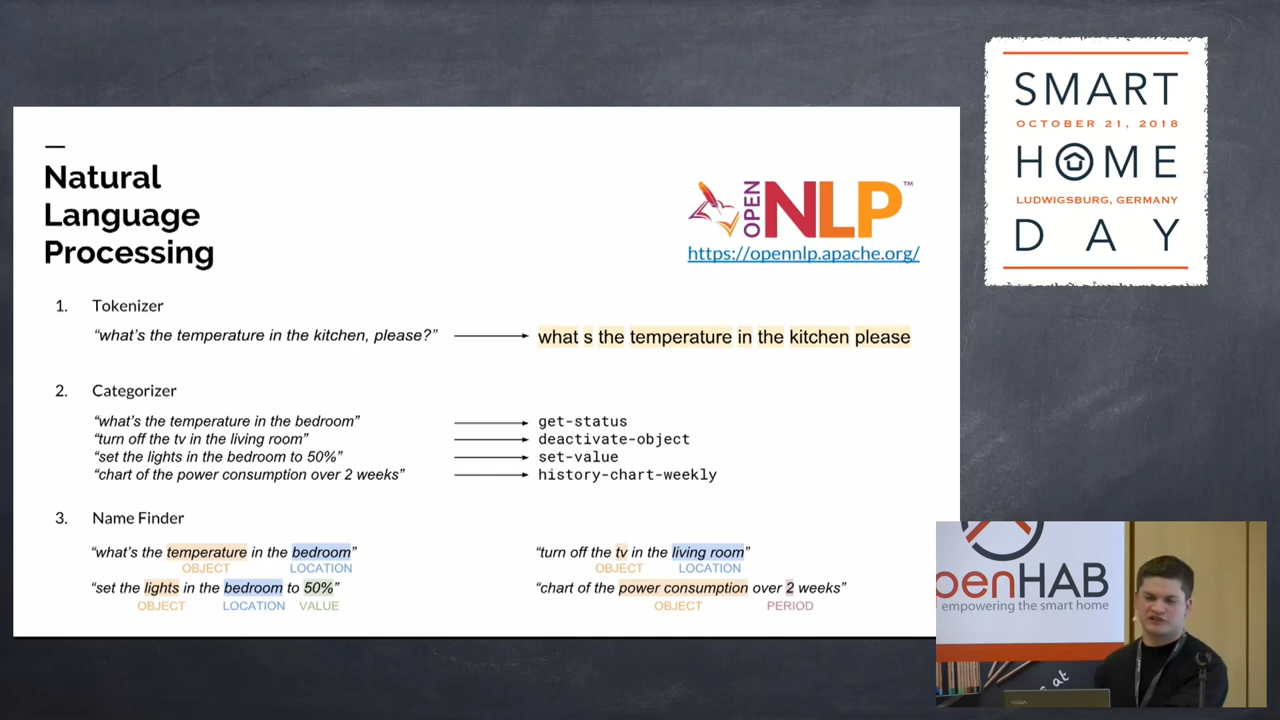 Natural
Language
Processing
OPEN NLP™
https://opennlp.apache.org/
1. Tokenizer
“what’s the temperature in the kitchen, please?” what s the temperature in the kitchen please
2. Categorizer
“what’s the temperature in the bedroom” get-status
“turn off the tv in the living room” deactivate-object
“set the lights in the bedroom to 50%” set-value
“chart of the power consumption over 2 weeks” history-chart-weekly
3. Name Finder
“what’s the temperature in the bedroom” “turn off the tv in the living room”
OBJECT LOCATION OBJECT LOCATION
“set the lights in the bedroom to 50%” “chart of the power consumption over 2 weeks”
OBJECT LOCATION VALUE OBJECT PERIOD
SMART
OCTOBER 21, 2018
HOME
LUDWIGSBURG, GERMANY
DAY
penHAB
empowering the smart home
at
YOGA